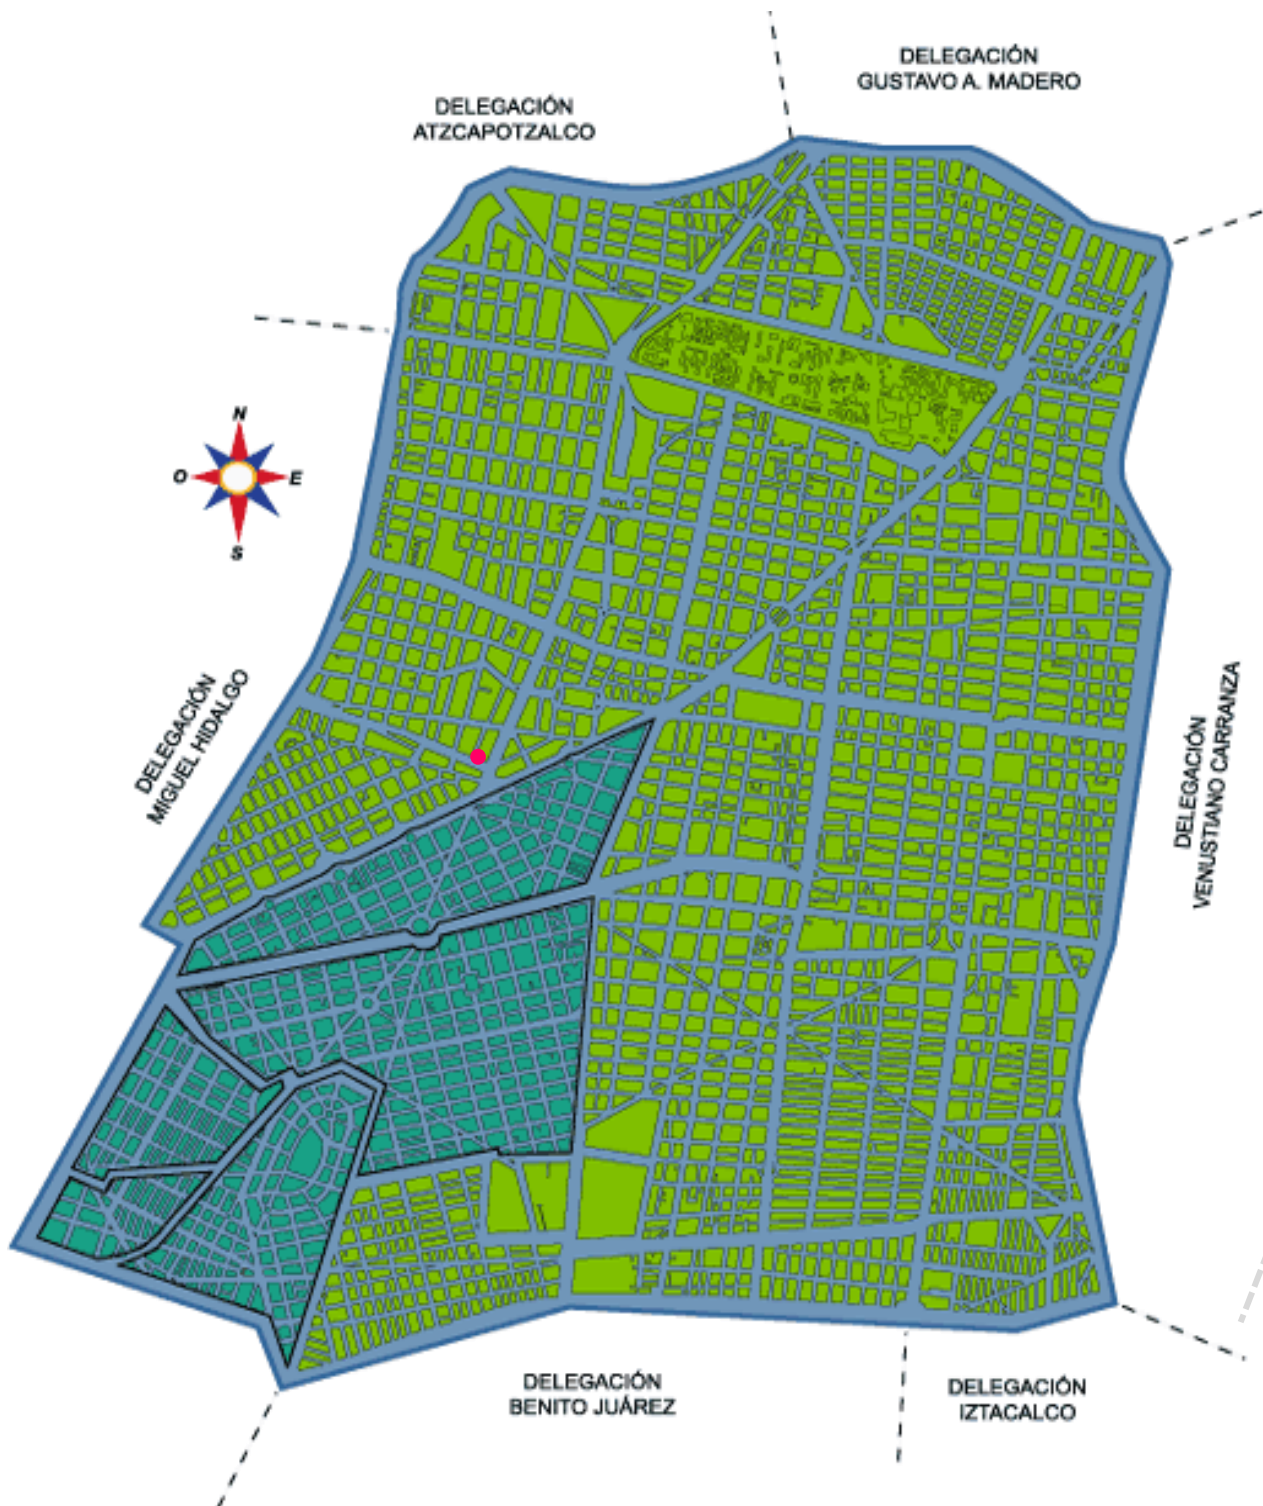 DELEGACIÓN
GUSTAVO A. MADERO
DELEGACIÓN
ATZCAPOTZALCO
N
O
E
S
DELEGACIÓN
MIGUEL HIDALGO
DELEGACIÓN
VENUSTIANO CARRANZA
DELEGACIÓN
BENITO JUÁREZ
DELEGACIÓN
IZTACALCO